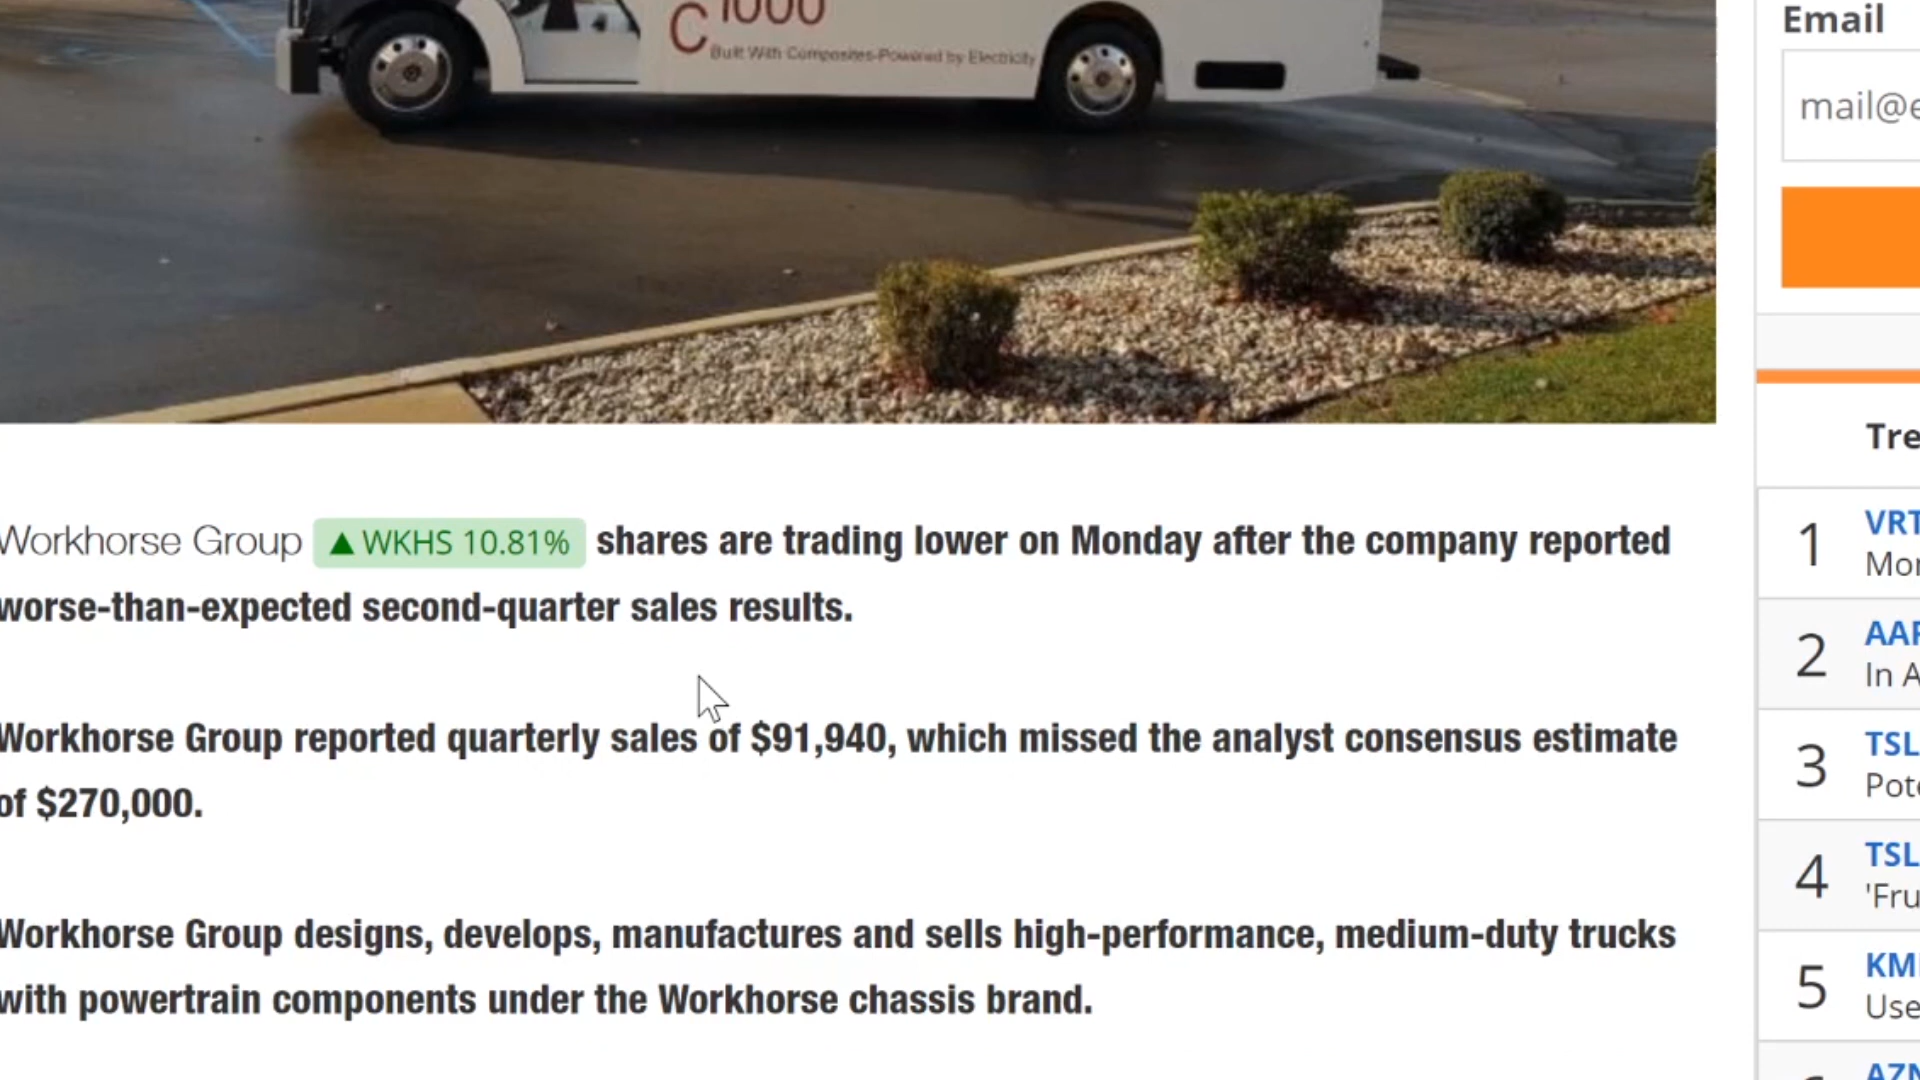 C1000
Built With Composites-Powered by Electricity
Workhorse Group ▲ WKHS 10.81% shares are trading lower on Monday after the company reported
worse-than-expected second-quarter sales results.
Workhorse Group reported quarterly sales of $91,940, which missed the analyst consensus estimate
of $270,000.
Workhorse Group designs, develops, manufactures and sells high-performance, medium-duty trucks
with powertrain components under the Workhorse chassis brand.
Email
mail@e
Tre
1 VRT
Mor
2
In A
3 TSL
Pote
4 TSL
'Fru
5 KM
Use
AZN